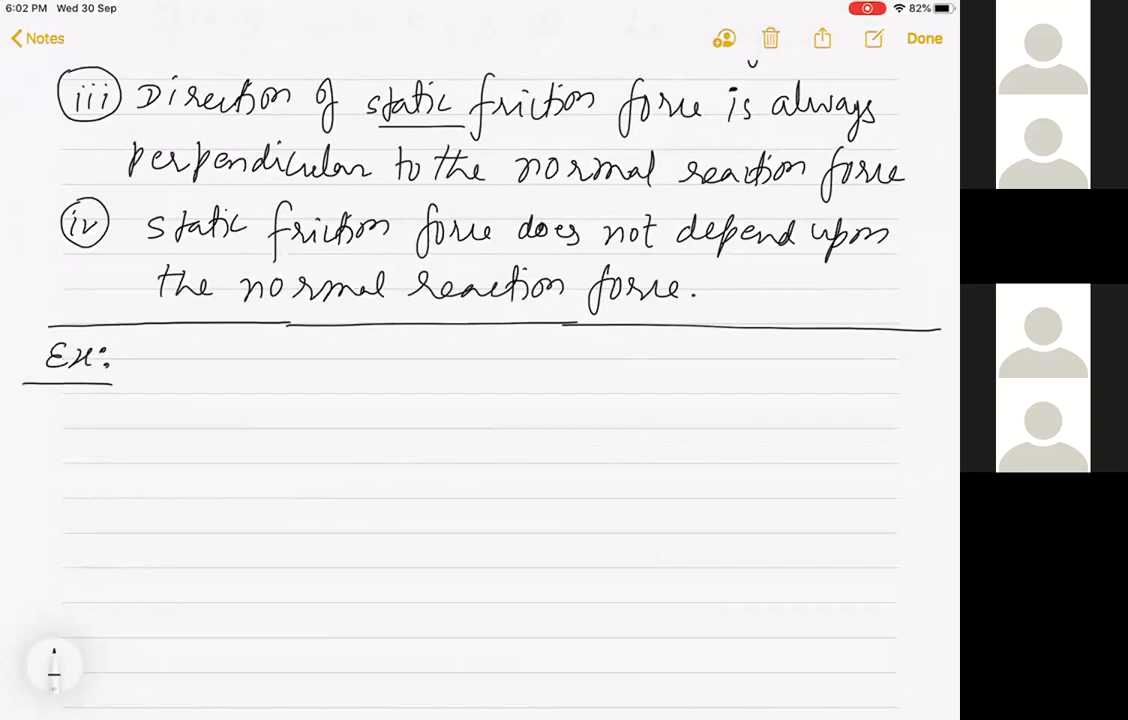 6:02 PM Wed 30 Sep
82%
Notes
Done
(iii) Direction of static friction force is always
perpendicular to the normal reaction force
(iv) static friction force does not depend upon
the normal reaction force.
Ex: